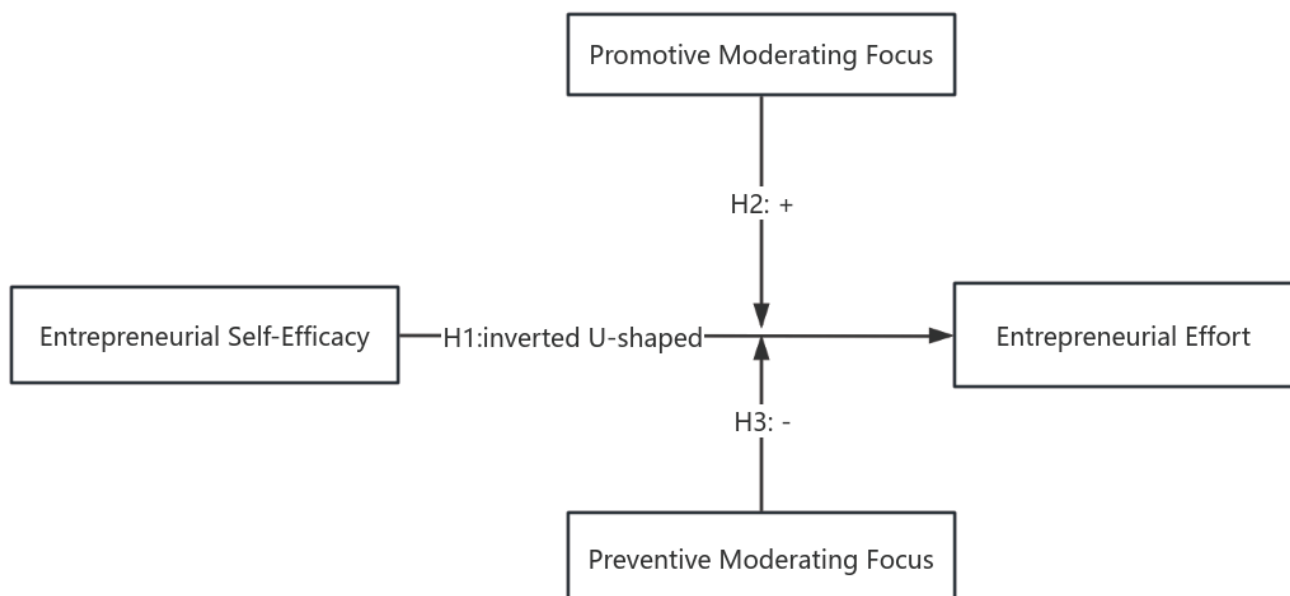 Promotive Moderating Focus
H2: +
Entrepreneurial Self-Efficacy
H1:inverted U-shaped
Entrepreneurial Effort
H3: -
Preventive Moderating Focus